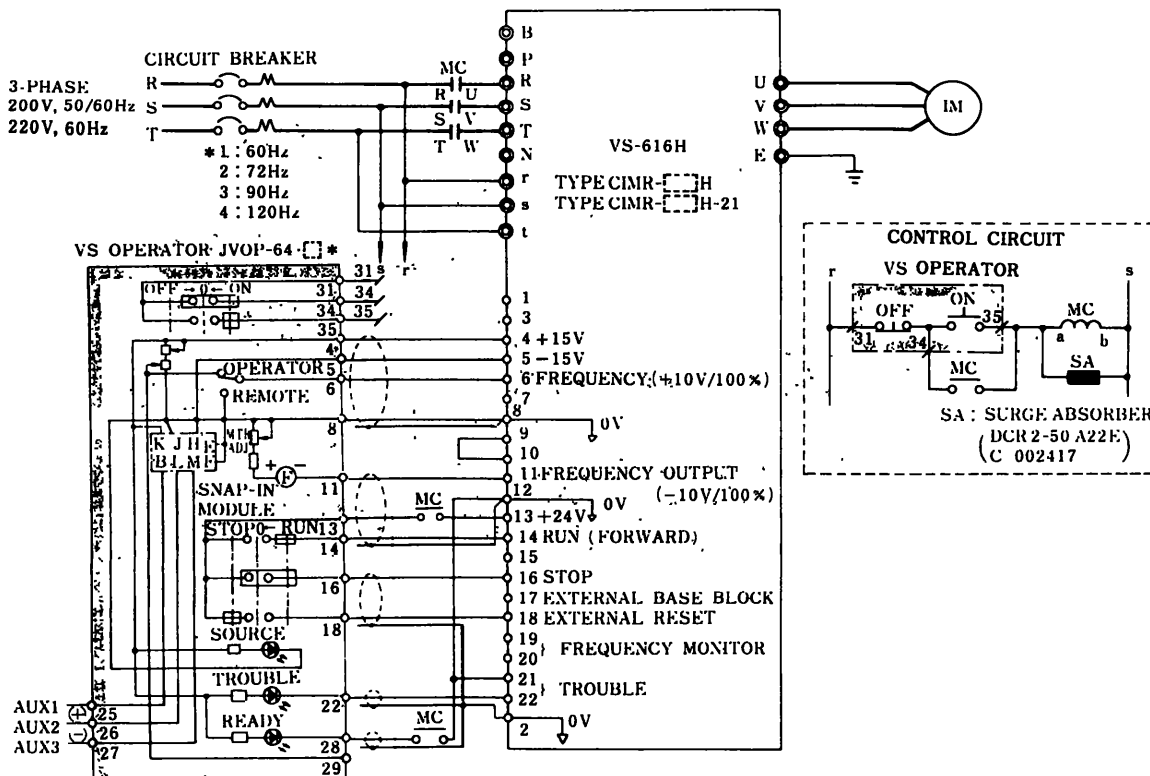 CIRCUIT BREAKER
3-PHASE
200V, 50/60Hz
220V, 60Hz
R
S
T
MC
R U
S V
T W
* 1 : 60Hz
2 : 72Hz
3 : 90Hz
4 : 120Hz
B
P
R
S
T
N
r
s
t
VS-616H
TYPE CIMR-H
TYPE CIMR-H-21
U
V
W
E
IM
VS OPERATOR JVOP-64 *
s r
OFF → 0 ← ON
31
31
34
34
35
35
4
5
OPERATOR
6
REMOTE
8
K J H E
B L M F
MTR
ADJ
+ F −
11
SNAP-IN
MODULE
STOP 0 ← RUN
13
14
16
18
SOURCE
TROUBLE
22
READY
28
29
AUX1
AUX2
AUX3
(+)
(−)
25
26
27
MC
MC
1
3
4 +15V
5 −15V
6 FREQUENCY (+10V/100%)
7
8
0V
9
10
11 FREQUENCY OUTPUT
(−10V/100%)
12
0V
13 +24V
14 RUN (FORWARD)
15
16 STOP
17 EXTERNAL BASE BLOCK
18 EXTERNAL RESET
19
20
} FREQUENCY MONITOR
21
22
} TROUBLE
2
0V
CONTROL CIRCUIT
r
VS OPERATOR
s
OFF
ON
31
34
35
MC
a b
SA
MC
SA : SURGE ABSORBER
(DCR 2-50 A22E
C 002417)